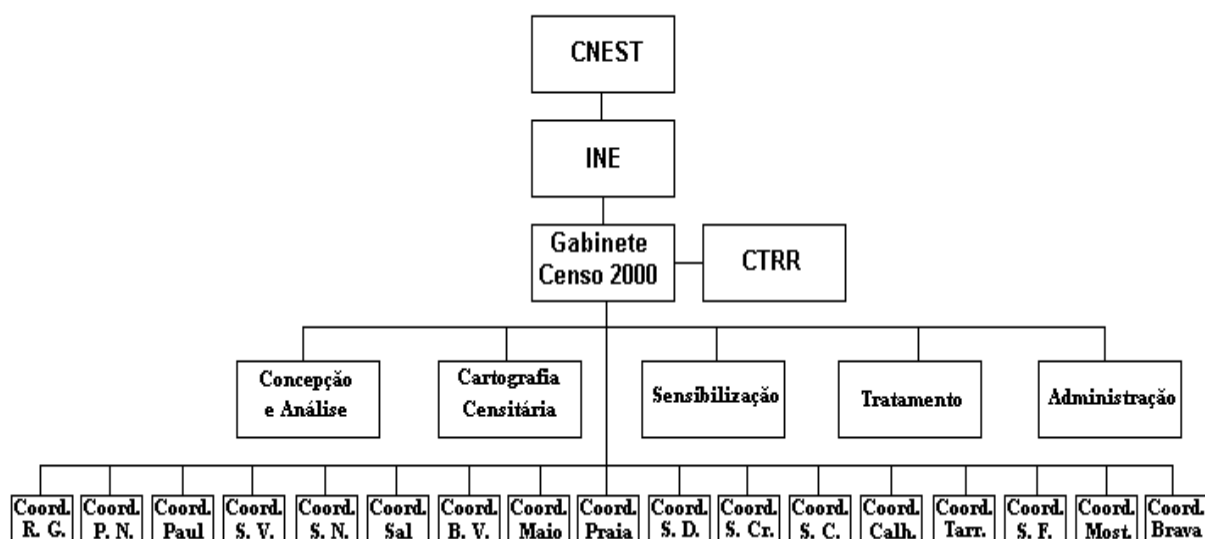 CNEST
INE
Gabinete
Censo 2000
CTRR
Concepção
e Análise
Cartografia
Censitária
Sensibilização
Tratamento
Administração
Coord.
R. G.
Coord.
P. N.
Coord.
Paul
Coord.
S. V.
Coord.
S. N.
Coord.
Sal
Coord.
B. V.
Coord.
Maio
Coord.
Praia
Coord.
S. D.
Coord.
S. Cr.
Coord.
S. C.
Coord.
Calh.
Coord.
Tarr.
Coord.
S. F.
Coord.
Most.
Coord.
Brava